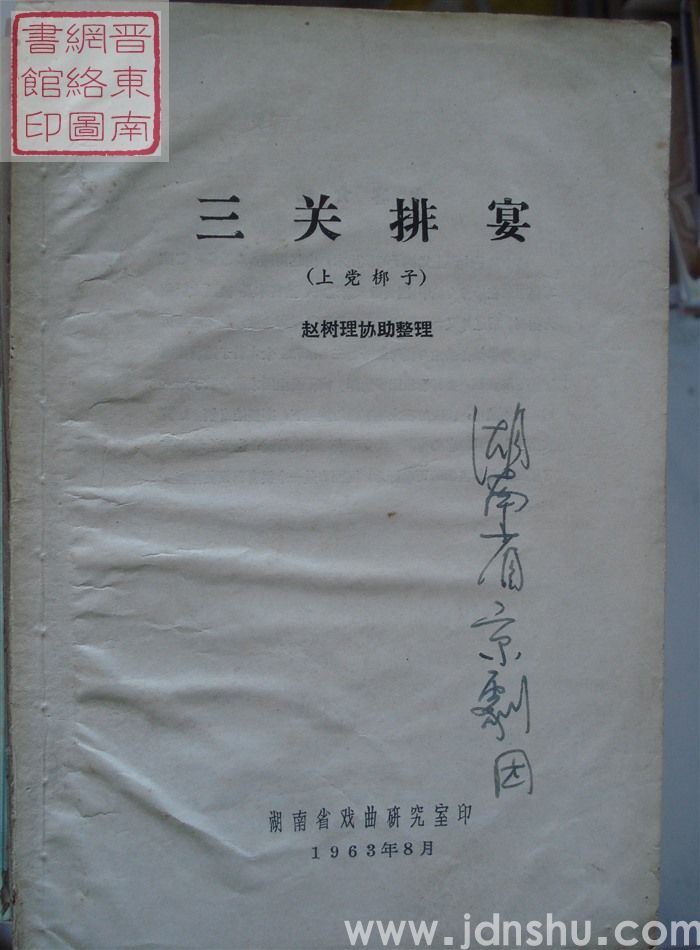 晋東南
網絡圖
書館印
三关排宴
（上党梆子）
赵树理协助整理
湖南省京劇团
湖南省戏曲研究室印
1963年8月
www.jdnshu.com